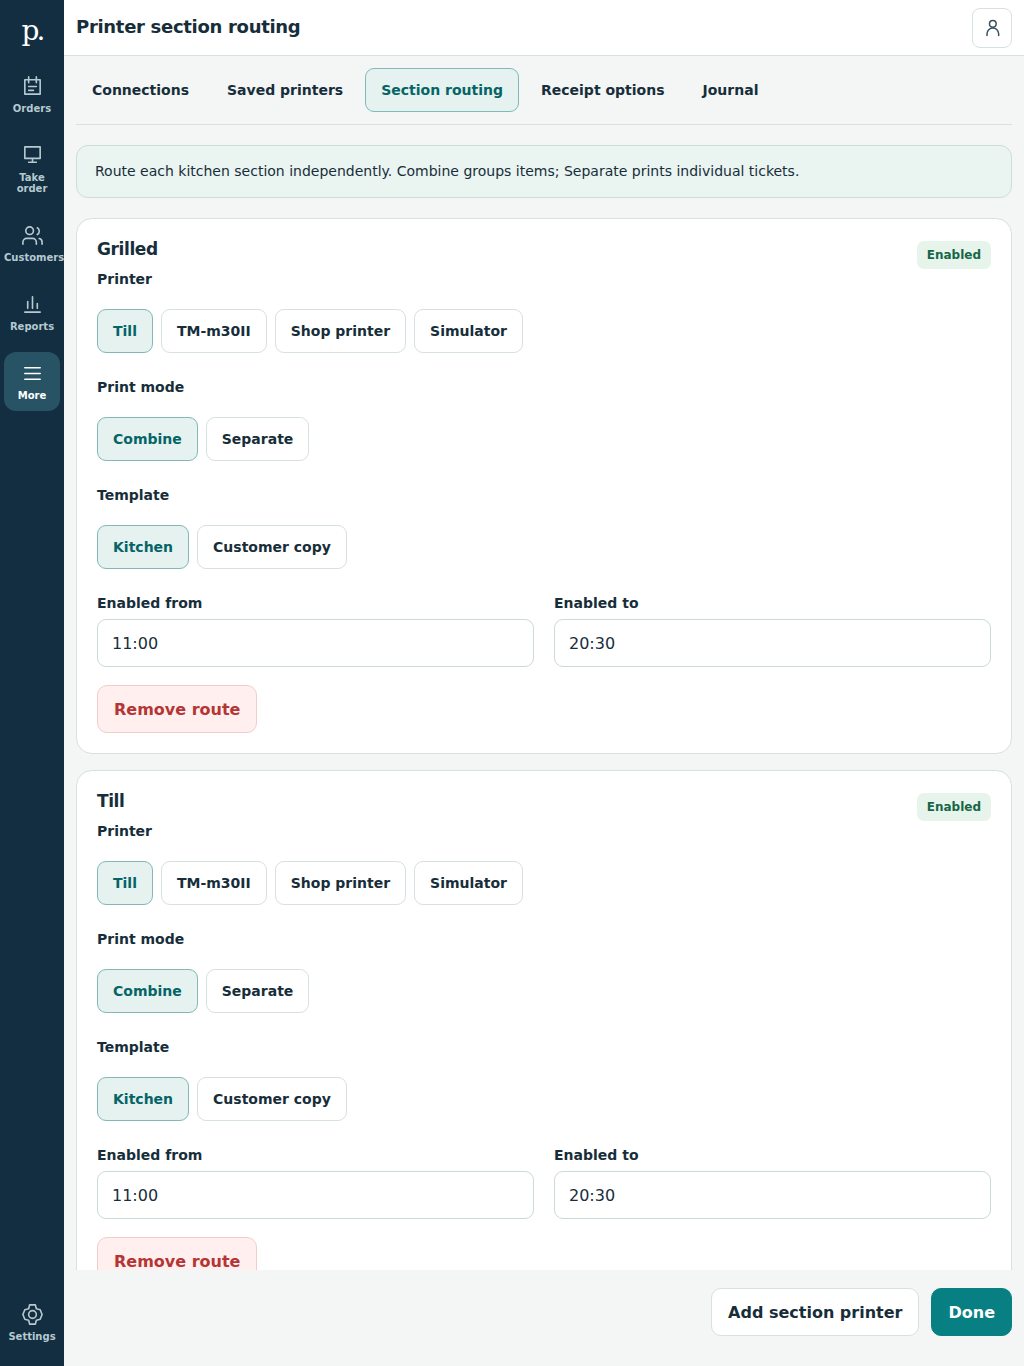 p.
Printer section routing
Orders
Take
order
Customers
Reports
More
Settings
Connections
Saved printers
Section routing
Receipt options
Journal
Route each kitchen section independently. Combine groups items; Separate prints individual tickets.
Grilled
Enabled
Printer
Till
TM-m30II
Shop printer
Simulator
Print mode
Combine
Separate
Template
Kitchen
Customer copy
Enabled from
Enabled to
11:00
20:30
Remove route
Till
Enabled
Printer
Till
TM-m30II
Shop printer
Simulator
Print mode
Combine
Separate
Template
Kitchen
Customer copy
Enabled from
Enabled to
11:00
20:30
Remove route
Add section printer
Done